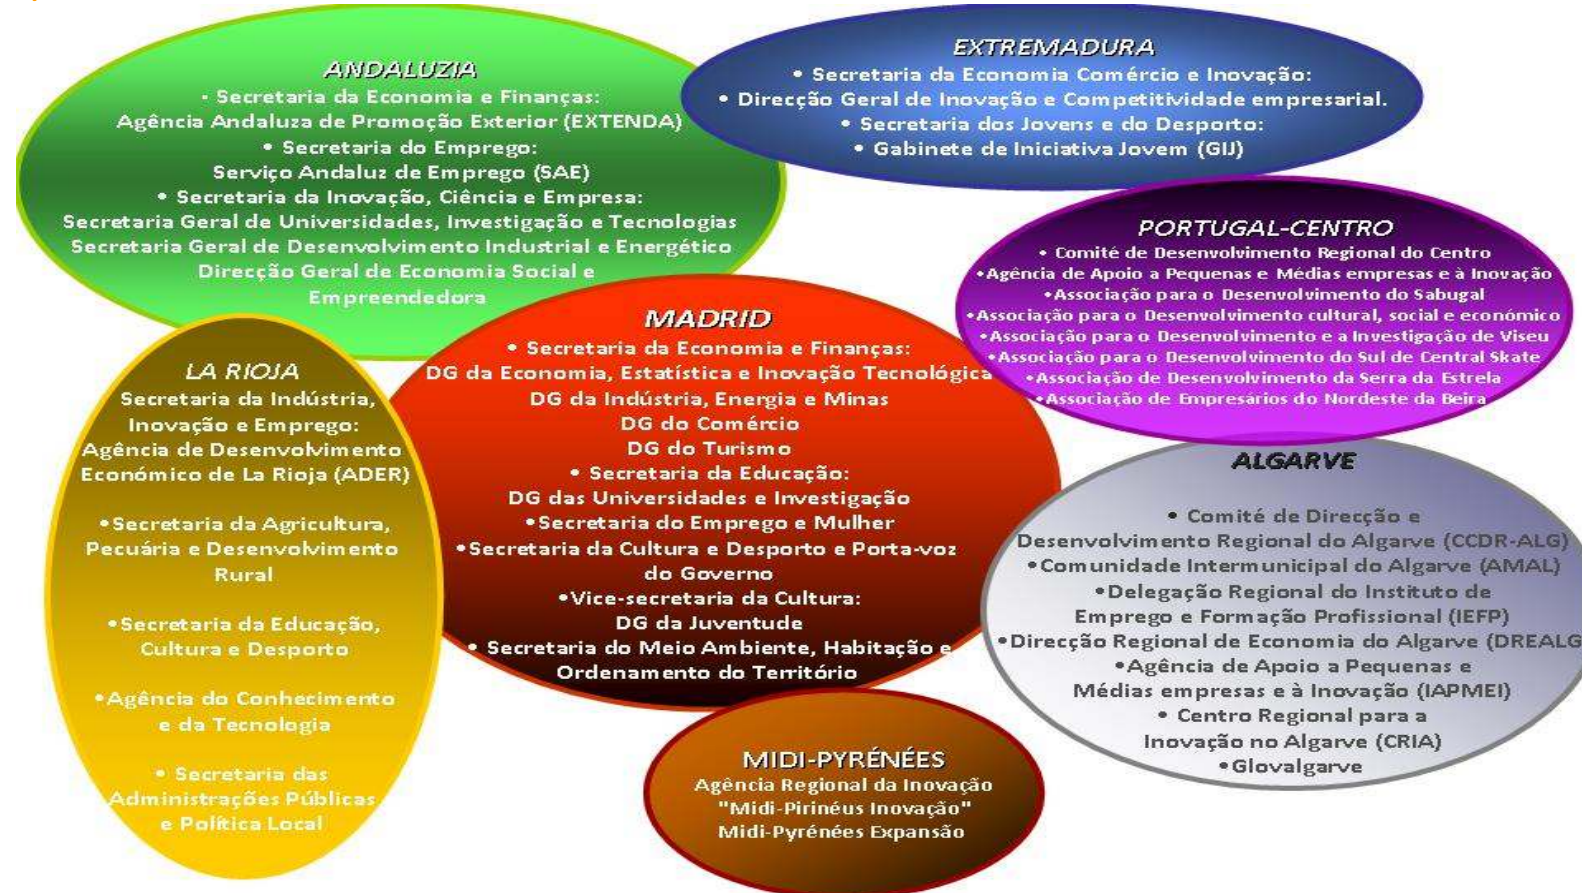 ANDALUZIA
• Secretaria da Economia e Finanças:
Agência Andaluza de Promoção Exterior (EXTENDA)
• Secretaria do Emprego:
Serviço Andaluz de Emprego (SAE)
• Secretaria da Inovação, Ciência e Empresa:
Secretaria Geral de Universidades, Investigação e Tecnologias
Secretaria Geral de Desenvolvimento Industrial e Energético
Direcção Geral de Economia Social e
Empreendedora
EXTREMADURA
• Secretaria da Economia Comércio e Inovação:
• Direcção Geral de Inovação e Competitividade empresarial.
• Secretaria dos Jovens e do Desporto:
• Gabinete de Iniciativa Jovem (GIJ)
PORTUGAL-CENTRO
• Comité de Desenvolvimento Regional do Centro
•Agência de Apoio a Pequenas e Médias empresas e à Inovação
•Associação para o Desenvolvimento do Sabugal
•Associação para o Desenvolvimento cultural, social e económico
•Associação para o Desenvolvimento e a Investigação de Viseu
•Associação para o Desenvolvimento do Sul de Central Skate
•Associação de Desenvolvimento da Serra da Estrela
•Associação de Empresários do Nordeste da Beira
LA RIOJA
Secretaria da Indústria,
Inovação e Emprego:
Agência de Desenvolvimento
Económico de La Rioja (ADER)
•Secretaria da Agricultura,
Pecuária e Desenvolvimento
Rural
•Secretaria da Educação,
Cultura e Desporto
•Agência do Conhecimento
e da Tecnologia
• Secretaria das
Administrações Públicas
e Política Local
MADRID
• Secretaria da Economia e Finanças:
DG da Economia, Estatística e Inovação Tecnológica
DG da Indústria, Energia e Minas
DG do Comércio
DG do Turismo
• Secretaria da Educação:
DG das Universidades e Investigação
•Secretaria do Emprego e Mulher
•Secretaria da Cultura e Desporto e Porta-voz
do Governo
•Vice-secretaria da Cultura:
DG da Juventude
• Secretaria do Meio Ambiente, Habitação e
Ordenamento do Território
ALGARVE
• Comité de Direcção e
Desenvolvimento Regional do Algarve (CCDR-ALG)
•Comunidade Intermunicipal do Algarve (AMAL)
•Delegação Regional do Instituto de
Emprego e Formação Profissional (IEFP)
•Direcção Regional de Economia do Algarve (DREALG
•Agência de Apoio a Pequenas e
Médias empresas e à Inovação (IAPMEI)
• Centro Regional para a
Inovação no Algarve (CRIA)
•Glovalgarve
MIDI-PYRÉNÉES
Agência Regional da Inovação
"Midi-Pirinéus Inovação"
Midi-Pyrénées Expansão